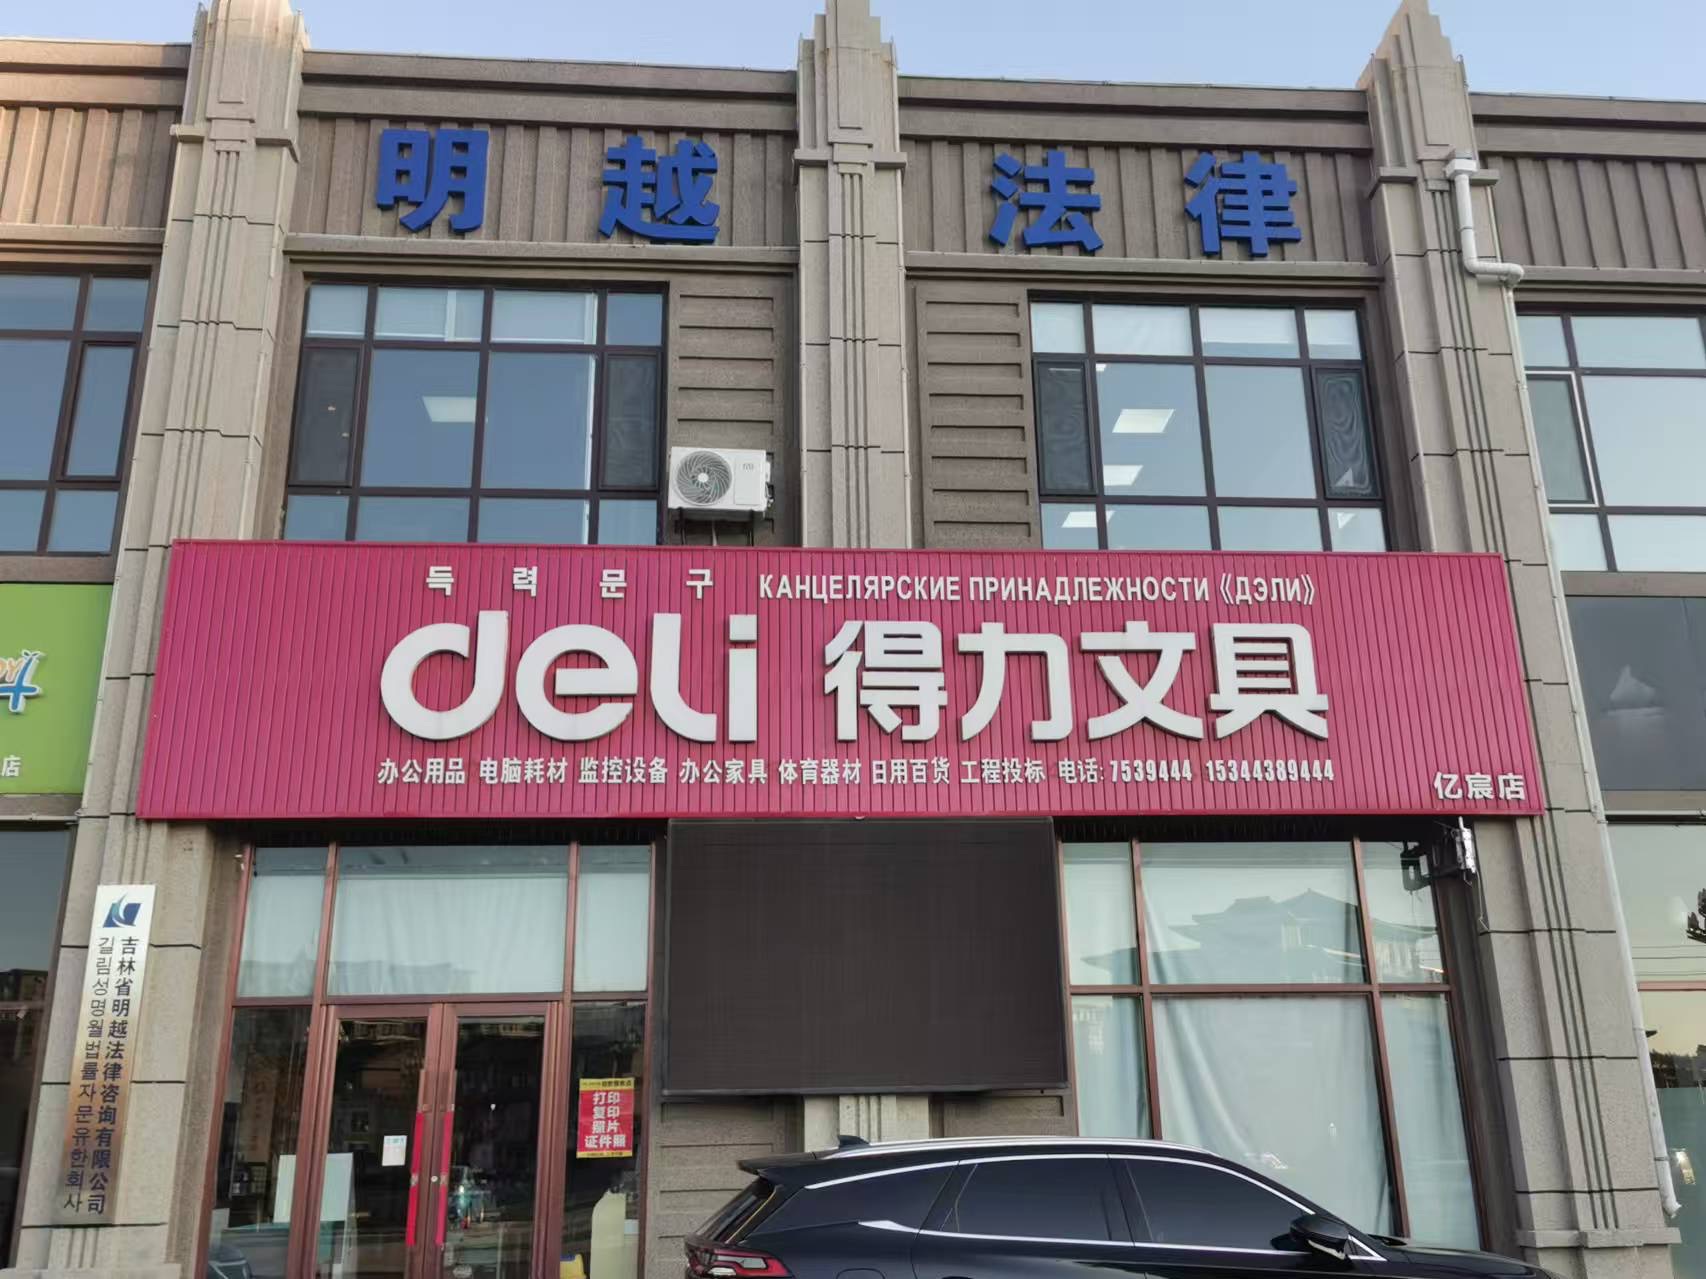 明越法律
득력문구 КАНЦЕЛЯРСКИЕ ПРИНАДЛЕЖНОСТИ《ДЭЛИ》
deli 得力文具
办公用品 电脑耗材 监控设备 办公家具 体育器材 日用百货 工程投标 电话:7539444 15344389444
亿宸店
店
吉林省明越法律咨询有限公司
길림성명월법률자문유한회사
打印
复印
照片
证件照